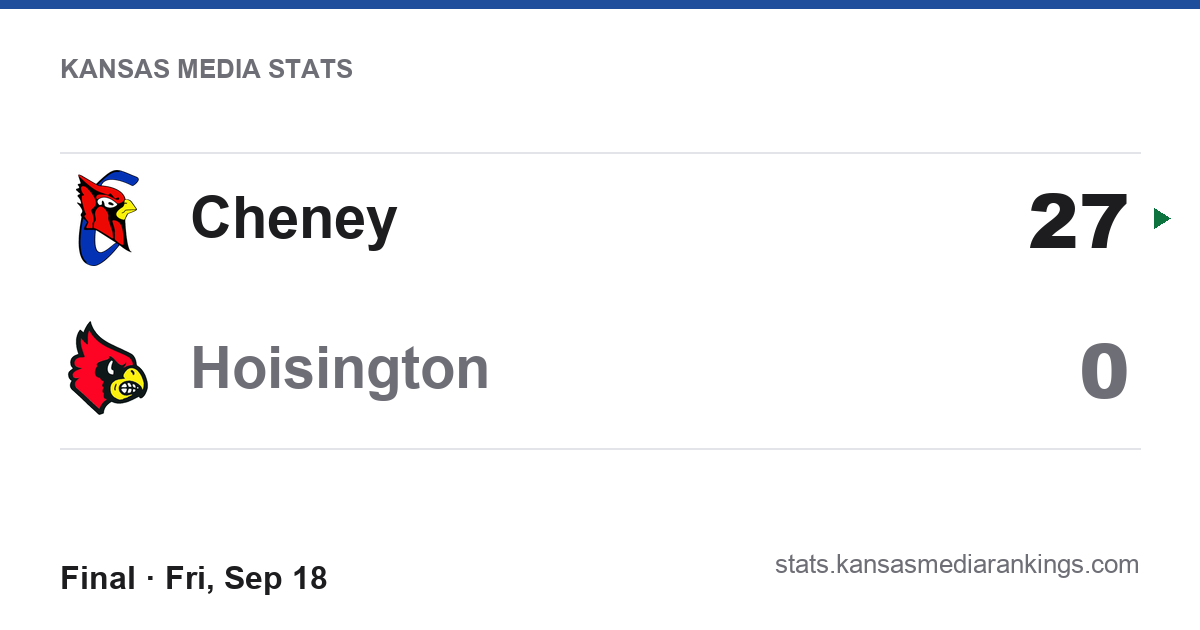 KANSAS MEDIA STATS
Cheney 27
Hoisington 0
Final · Fri, Sep 18
stats.kansasmediarankings.com